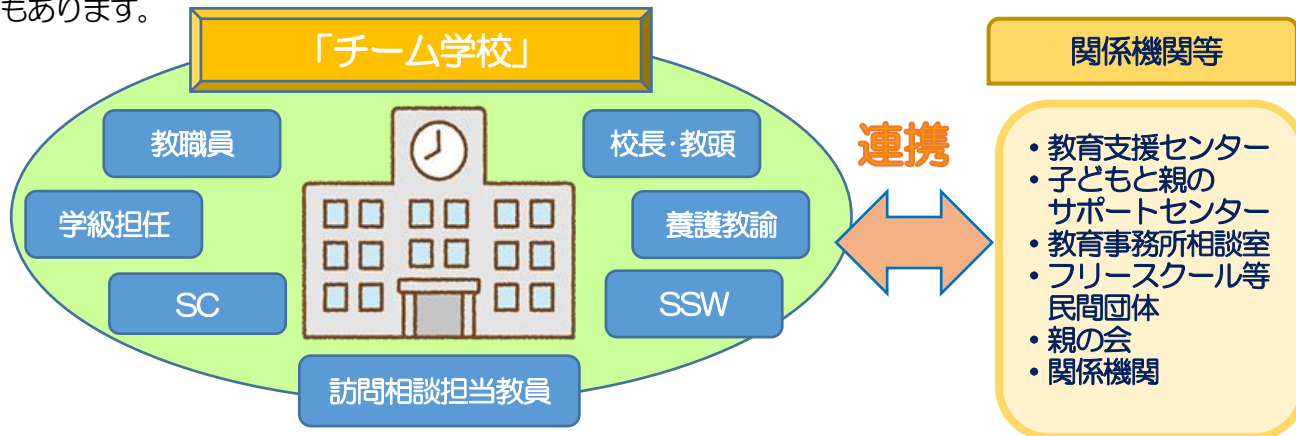 もあります。
「チーム学校」
関係機関等
教職員
校長・教頭
学級担任
養護教諭
SC
SSW
訪問相談担当教員
連携
・教育支援センター
・子どもと親の
サポートセンター
・教育事務所相談室
・フリースクール等
民間団体
・親の会
・関係機関